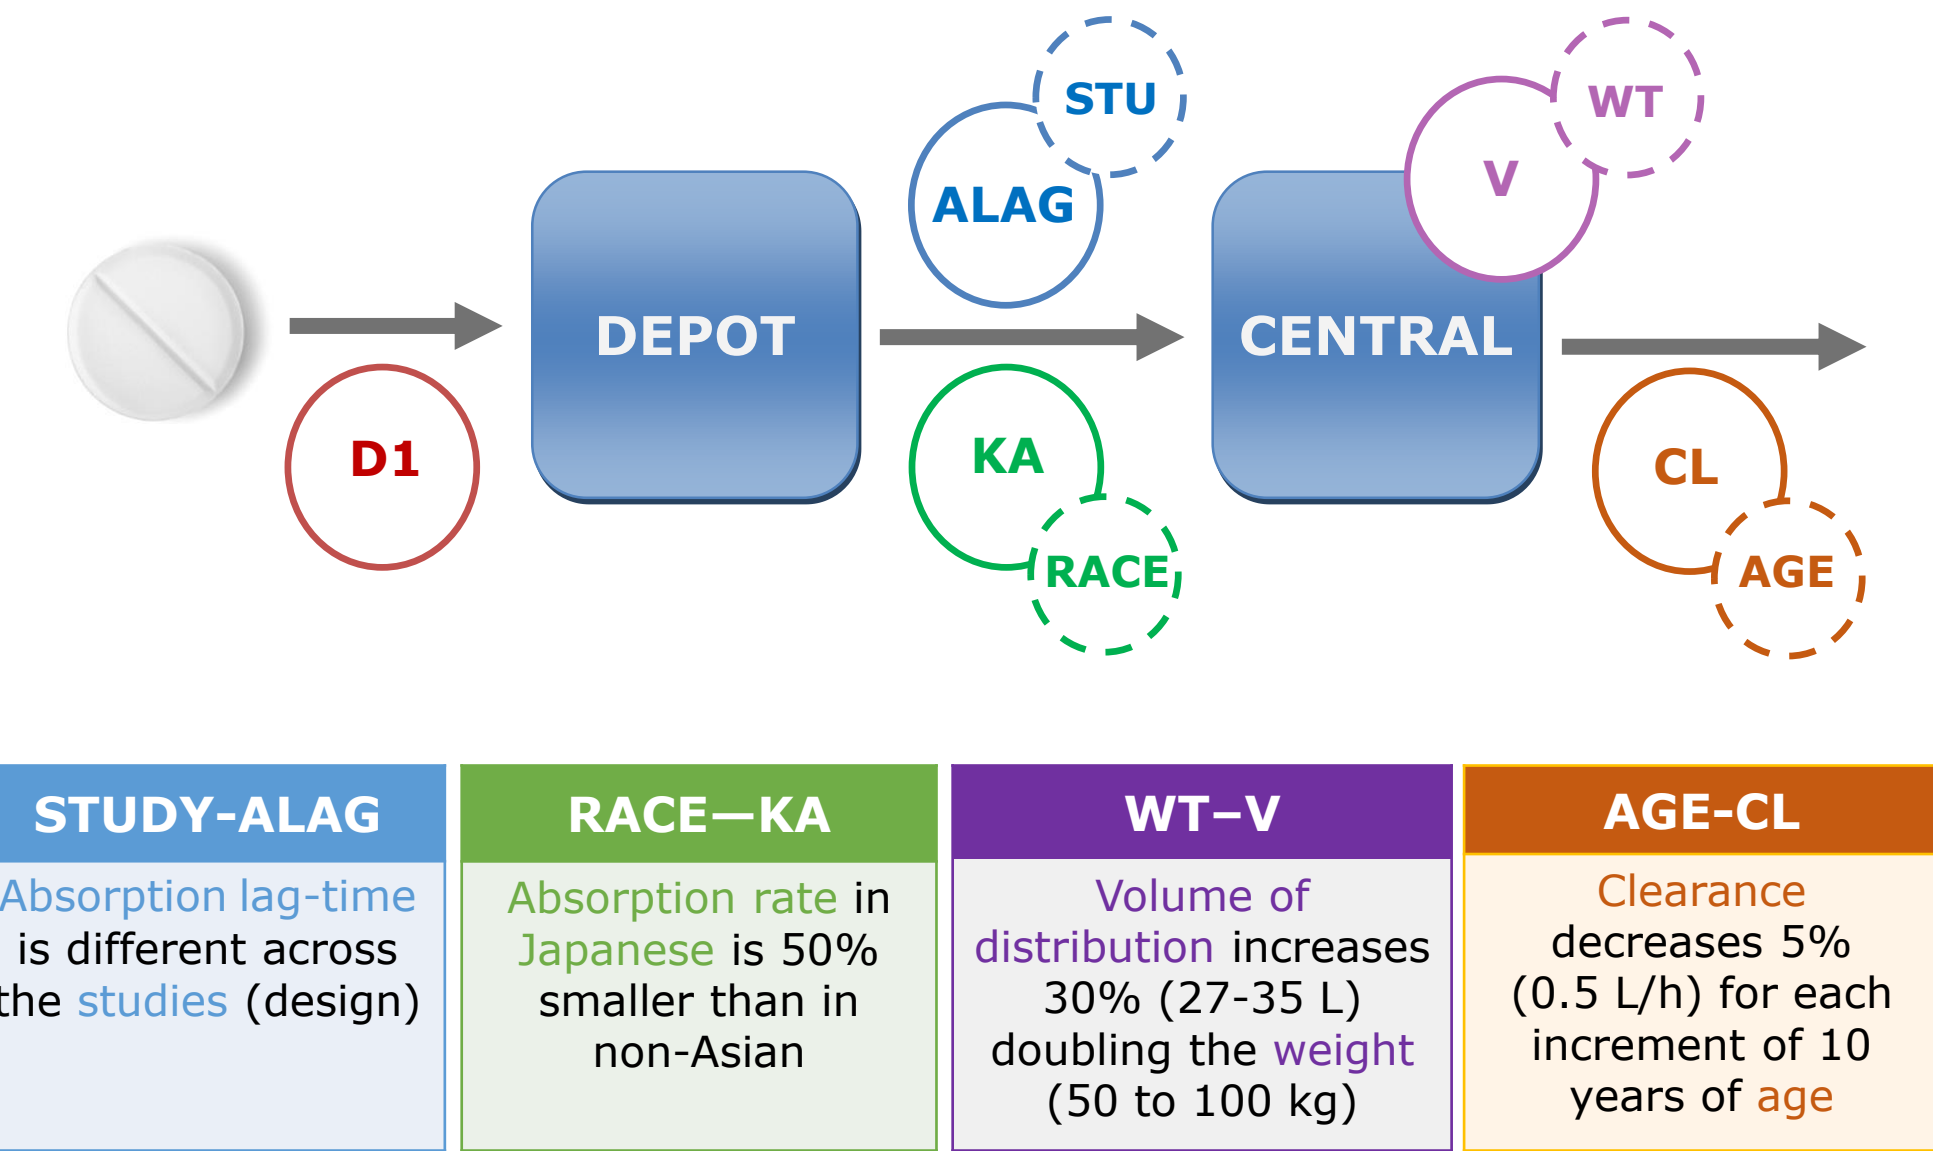 STU
WT
V
ALAG
DEPOT
CENTRAL
D1
KA
CL
RACE
AGE
STUDY-ALAG
Absorption lag-time
is different across
the studies (design)
RACE—KA
Absorption rate in
Japanese is 50%
smaller than in
non-Asian
WT–V
Volume of
distribution increases
30% (27-35 L)
doubling the weight
(50 to 100 kg)
AGE-CL
Clearance
decreases 5%
(0.5 L/h) for each
increment of 10
years of age